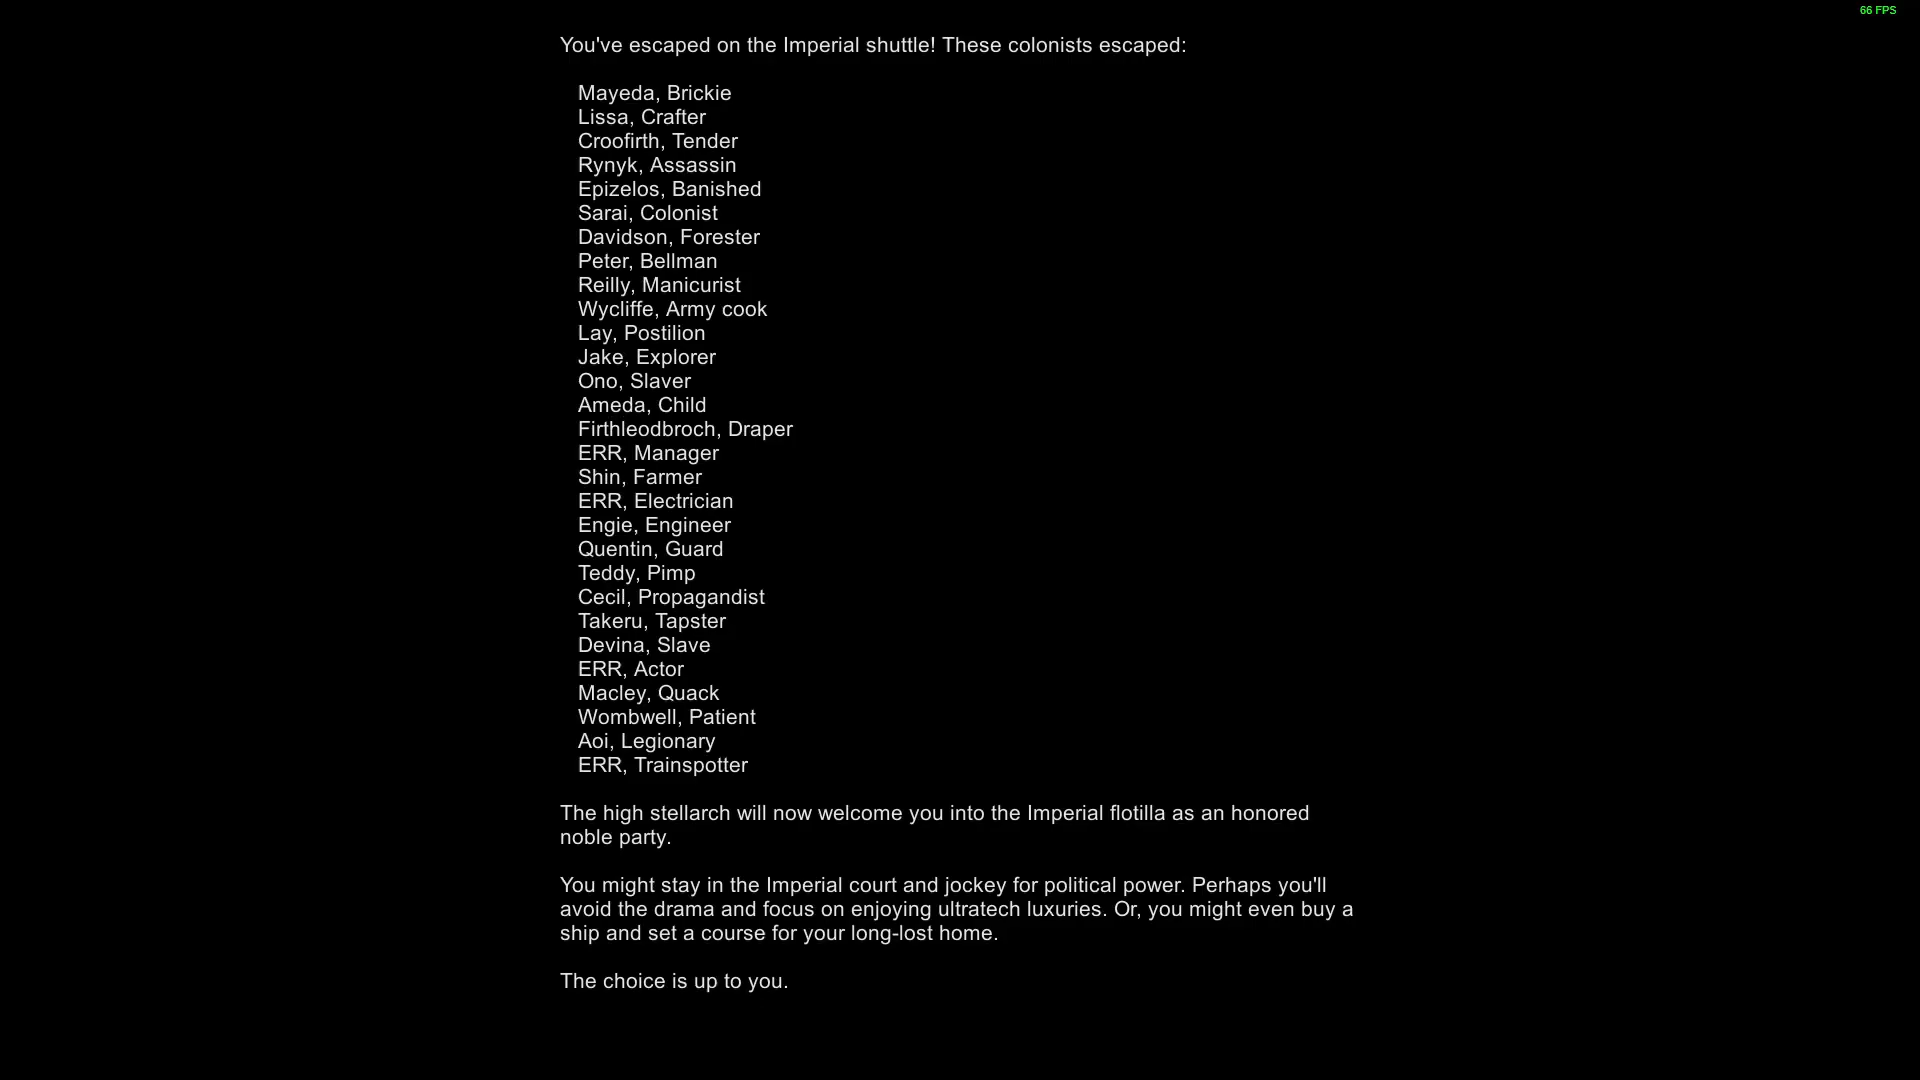 66 FPS
You've escaped on the Imperial shuttle! These colonists escaped:
Mayeda, Brickie
Lissa, Crafter
Croofirth, Tender
Rynyk, Assassin
Epizelos, Banished
Sarai, Colonist
Davidson, Forester
Peter, Bellman
Reilly, Manicurist
Wycliffe, Army cook
Lay, Postilion
Jake, Explorer
Ono, Slaver
Ameda, Child
Firthleodbroch, Draper
ERR, Manager
Shin, Farmer
ERR, Electrician
Engie, Engineer
Quentin, Guard
Teddy, Pimp
Cecil, Propagandist
Takeru, Tapster
Devina, Slave
ERR, Actor
Macley, Quack
Wombwell, Patient
Aoi, Legionary
ERR, Trainspotter
The high stellarch will now welcome you into the Imperial flotilla as an honored
noble party.
You might stay in the Imperial court and jockey for political power. Perhaps you'll
avoid the drama and focus on enjoying ultratech luxuries. Or, you might even buy a
ship and set a course for your long-lost home.
The choice is up to you.